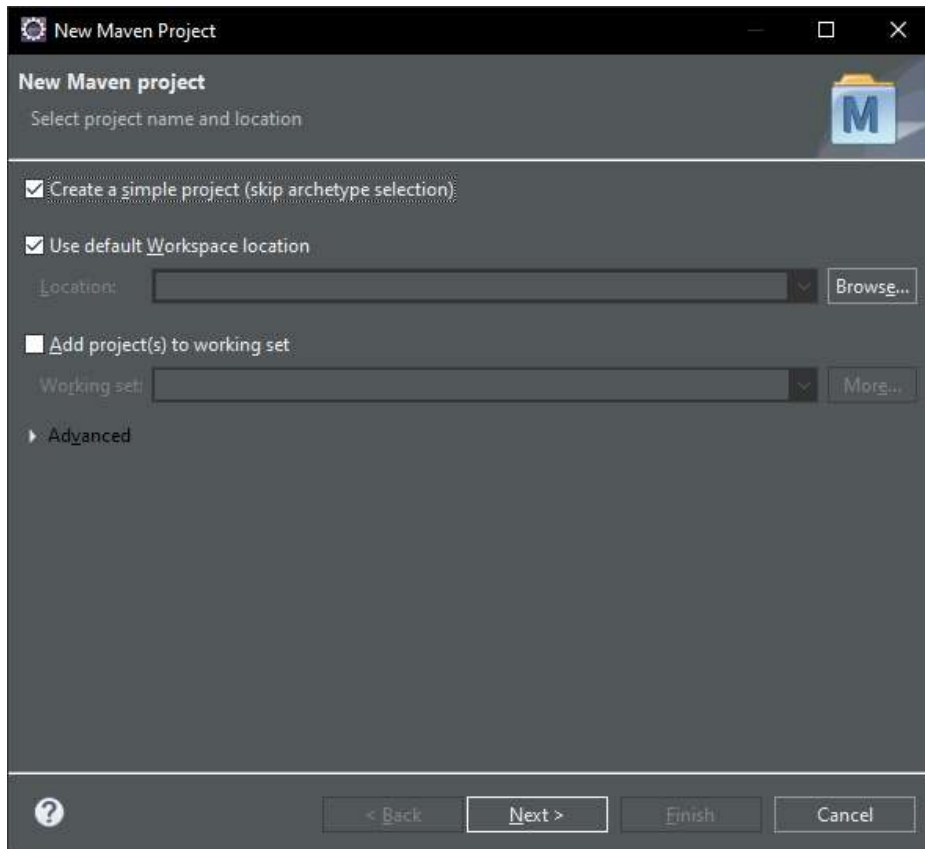 New Maven Project
New Maven project
Select project name and location
M
Create a simple project (skip archetype selection)
Use default Workspace location
Location:
Browse...
Add project(s) to working set
Working set:
More...
Advanced
?
< Back
Next >
Finish
Cancel